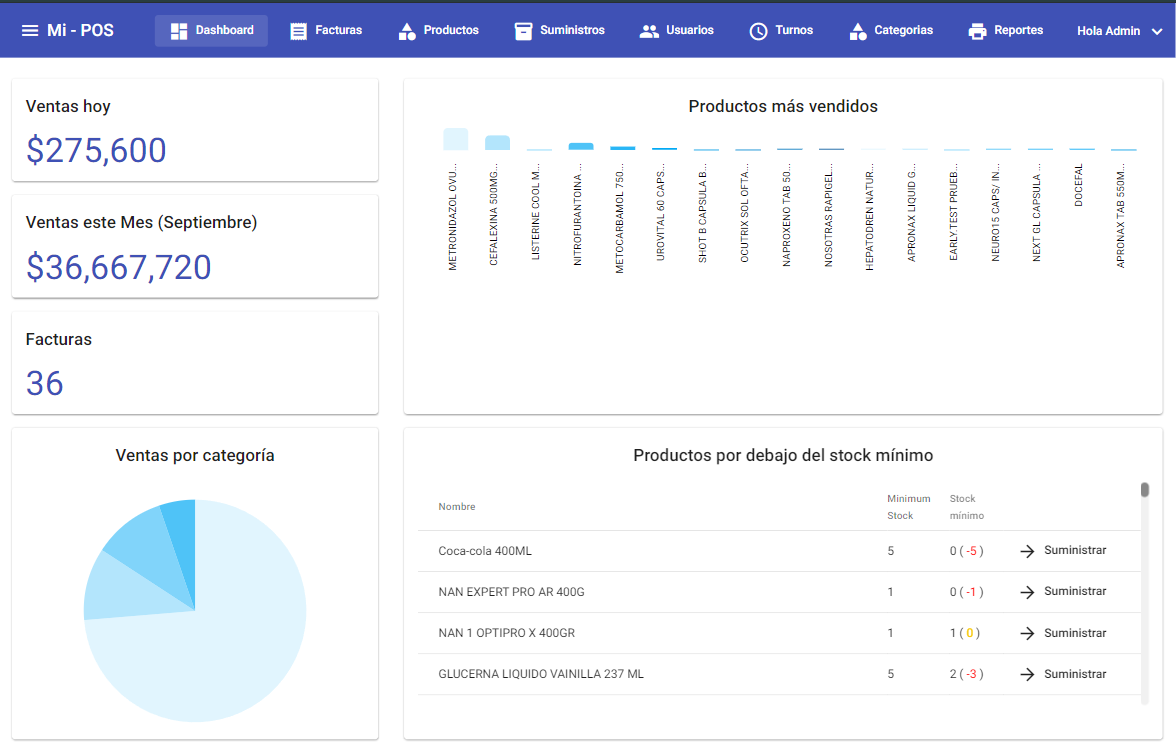 Mi - POS
Dashboard
Facturas
Productos
Suministros
Usuarios
Turnos
Categorias
Reportes
Hola Admin
Ventas hoy
$275,600
Ventas este Mes (Septiembre)
$36,667,720
Facturas
36
Productos más vendidos
METRONIDAZOL OVU...
CEFALEXINA 500MG...
LISTERINE COOL M...
NITROFURANTOINA ...
METOCARBAMOL 750...
UROVITAL 60 CAPS...
SHOT B CAPSULA B...
OCUTRIX SOL OFTA...
NAPROXENO TAB 50...
NOSOTRAS RAPIGEL...
HEPATODREN NATUR...
APRONAX LIQUID G...
EARLY.TEST PRUEB...
NEURO15 CAPS/ IN...
NEXT GL CAPSULA ...
DOCEFAL
APRONAX TAB 550M...
Ventas por categoría
Productos por debajo del stock mínimo
Nombre
Minimum Stock
Stock mínimo
Coca-cola 400ML 5 0 ( -5 ) Suministrar
NAN EXPERT PRO AR 400G 1 0 ( -1 ) Suministrar
NAN 1 OPTIPRO X 400GR 1 1 ( 0 ) Suministrar
GLUCERNA LIQUIDO VAINILLA 237 ML 5 2 ( -3 ) Suministrar